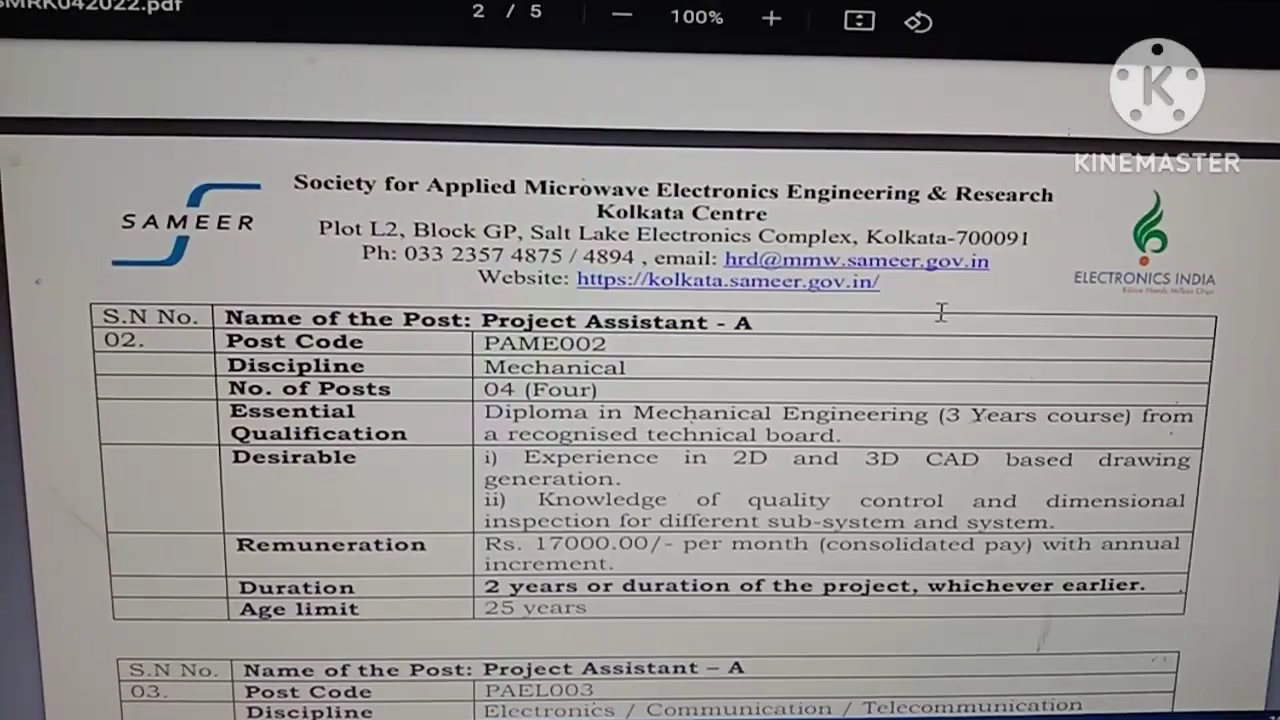 SMRK042022.pdf
2 / 5
100%
K
KINEMASTER
SAMEER
Society for Applied Microwave Electronics Engineering & Research
Kolkata Centre
Plot L2, Block GP, Salt Lake Electronics Complex, Kolkata-700091
Ph: 033 2357 4875 / 4894 , email: hrd@mmw.sameer.gov.in
Website: https://kolkata.sameer.gov.in/
ELECTRONICS INDIA
S.N No. Name of the Post: Project Assistant - A
02. Post Code PAME002
Discipline Mechanical
No. of Posts 04 (Four)
Essential Qualification Diploma in Mechanical Engineering (3 Years course) from
a recognised technical board.
Desirable i) Experience in 2D and 3D CAD based drawing
generation.
ii) Knowledge of quality control and dimensional
inspection for different sub-system and system.
Remuneration Rs. 17000.00/- per month (consolidated pay) with annual
increment.
Duration 2 years or duration of the project, whichever earlier.
Age limit 25 years
S.N No. Name of the Post: Project Assistant – A
03. Post Code PAEL003
Discipline Electronics / Communication / Telecommunication